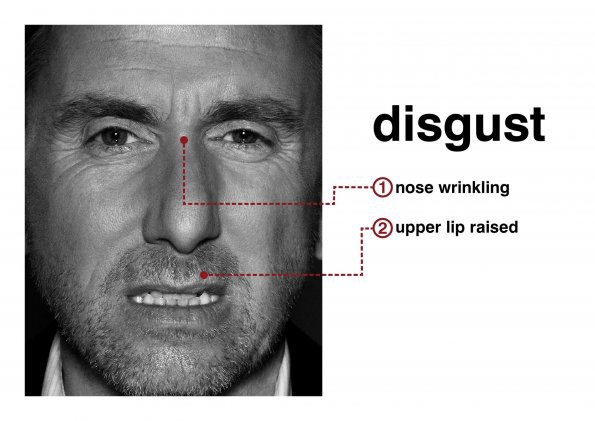 disgust
1 nose wrinkling
2 upper lip raised